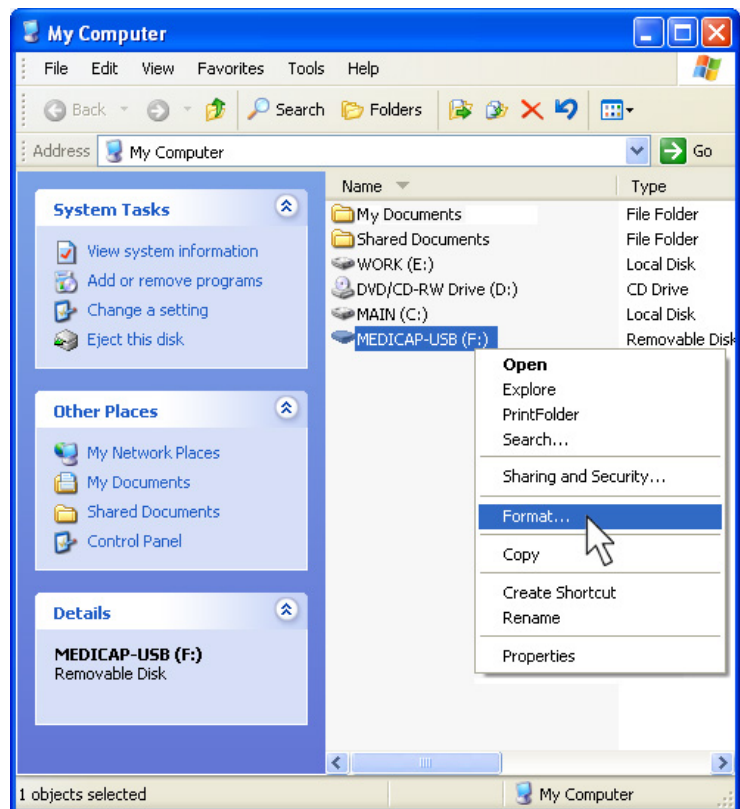 My Computer
File Edit View Favorites Tools Help
Back Search Folders
Address My Computer Go
System Tasks
View system information
Add or remove programs
Change a setting
Eject this disk
Other Places
My Network Places
My Documents
Shared Documents
Control Panel
Details
MEDICAP-USB (F:)
Removable Disk
Name Type
My Documents File Folder
Shared Documents File Folder
WORK (E:) Local Disk
DVD/CD-RW Drive (D:) CD Drive
MAIN (C:) Local Disk
MEDICAP-USB (F:) Removable Disk
Open
Explore
PrintFolder
Search...
Sharing and Security...
Format...
Copy
Create Shortcut
Rename
Properties
1 objects selected My Computer